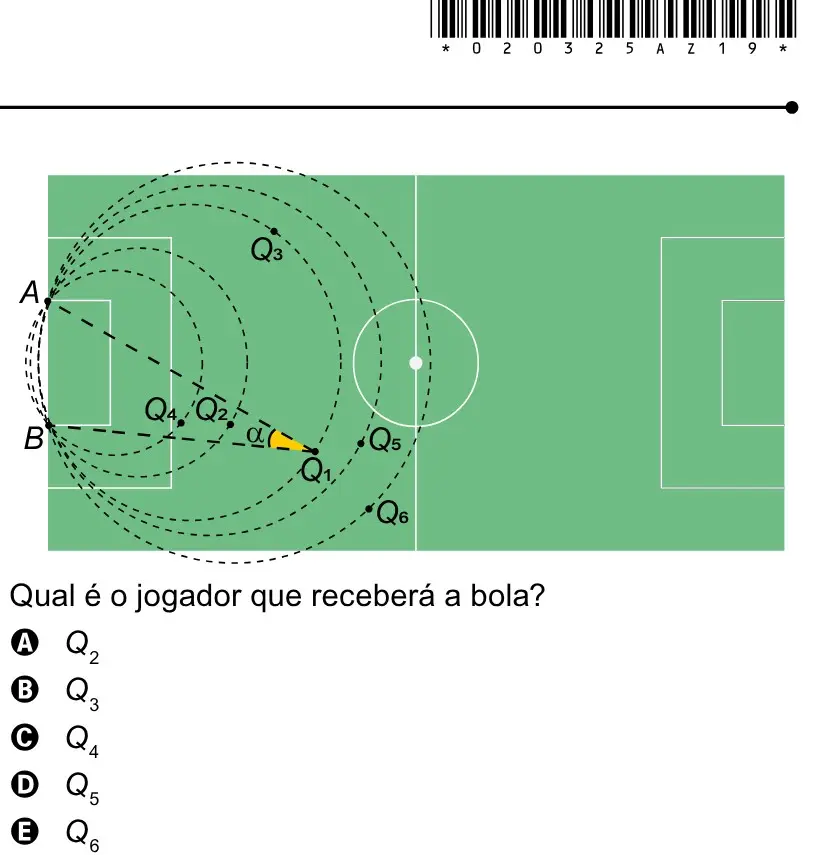 * 0 2 0 3 2 5 A Z 1 9 *
Q₃
A
Q₄ Q₂
B
α
Q₅
Q₁
Q₆
Qual é o jogador que receberá a bola?
A Q₂
B Q₃
C Q₄
D Q₅
E Q₆